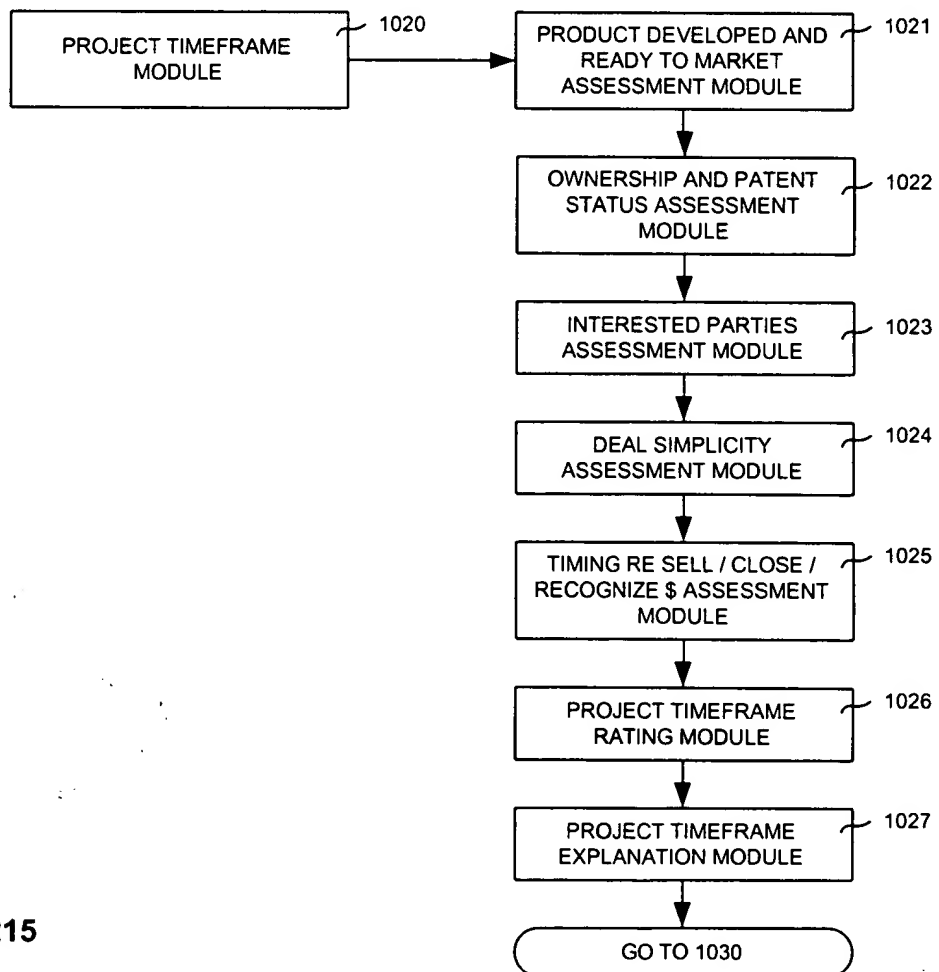 PROJECT TIMEFRAME
MODULE
1020
PRODUCT DEVELOPED AND
READY TO MARKET
ASSESSMENT MODULE
1021
OWNERSHIP AND PATENT
STATUS ASSESSMENT
MODULE
1022
INTERESTED PARTIES
ASSESSMENT MODULE
1023
DEAL SIMPLICITY
ASSESSMENT MODULE
1024
TIMING RE SELL / CLOSE /
RECOGNIZE $ ASSESSMENT
MODULE
1025
PROJECT TIMEFRAME
RATING MODULE
1026
PROJECT TIMEFRAME
EXPLANATION MODULE
1027
15
GO TO 1030